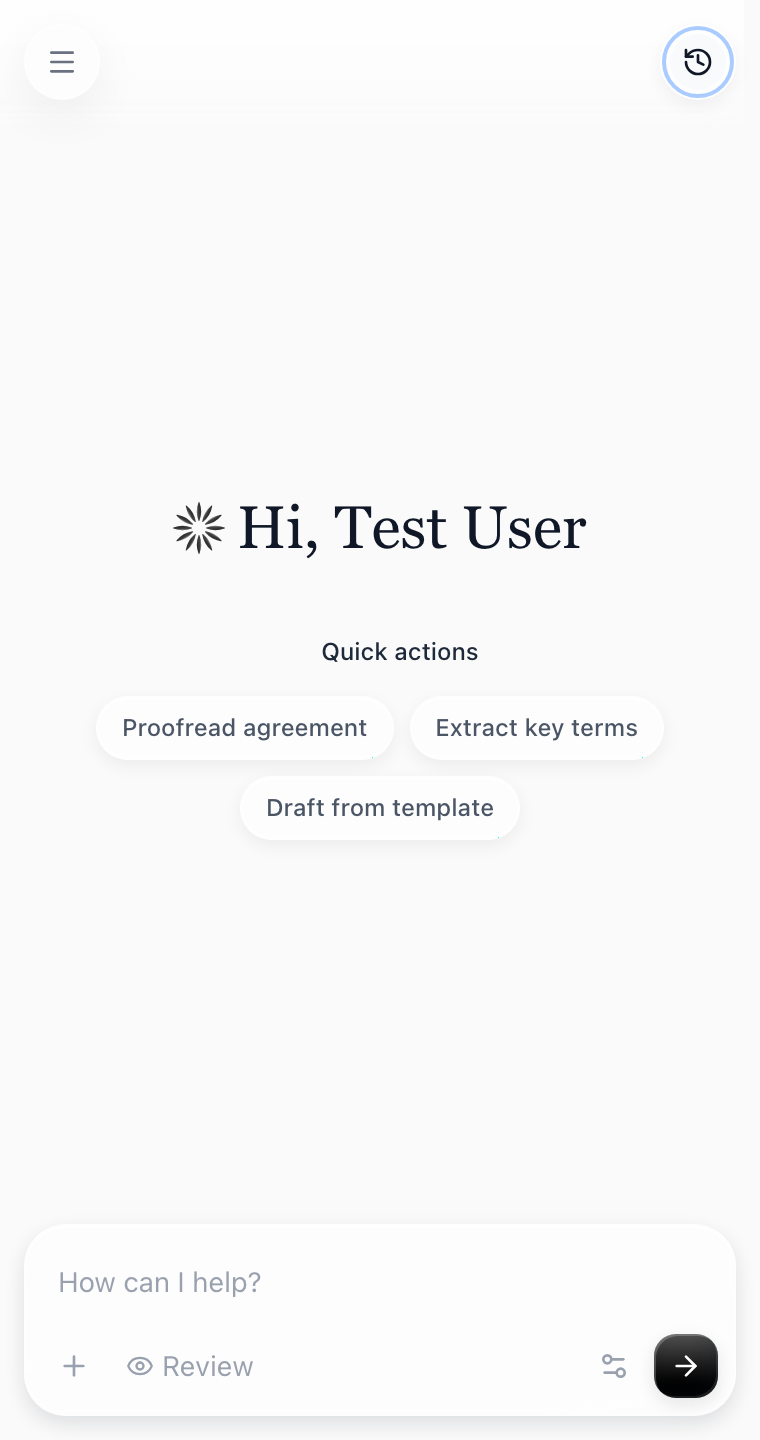 Hi, Test User
Quick actions
Proofread agreement
Extract key terms
Draft from template
How can I help?
Review